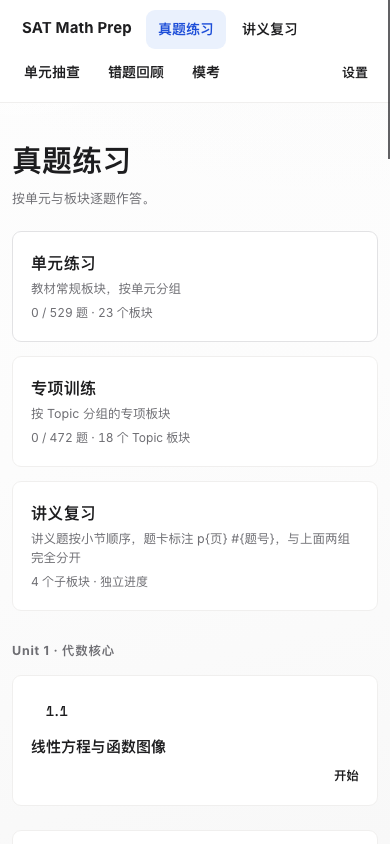 SAT Math Prep
真题练习
讲义复习
单元抽查
错题回顾
模考
设置
真题练习
按单元与板块逐题作答。
单元练习
教材常规板块，按单元分组
0 / 529 题 · 23 个板块
专项训练
按 Topic 分组的专项板块
0 / 472 题 · 18 个 Topic 板块
讲义复习
讲义题按小节顺序，题卡标注 p{页} #{题号}，与上面两组
完全分开
4 个子板块 · 独立进度
Unit 1 · 代数核心
1.1
线性方程与函数图像
开始